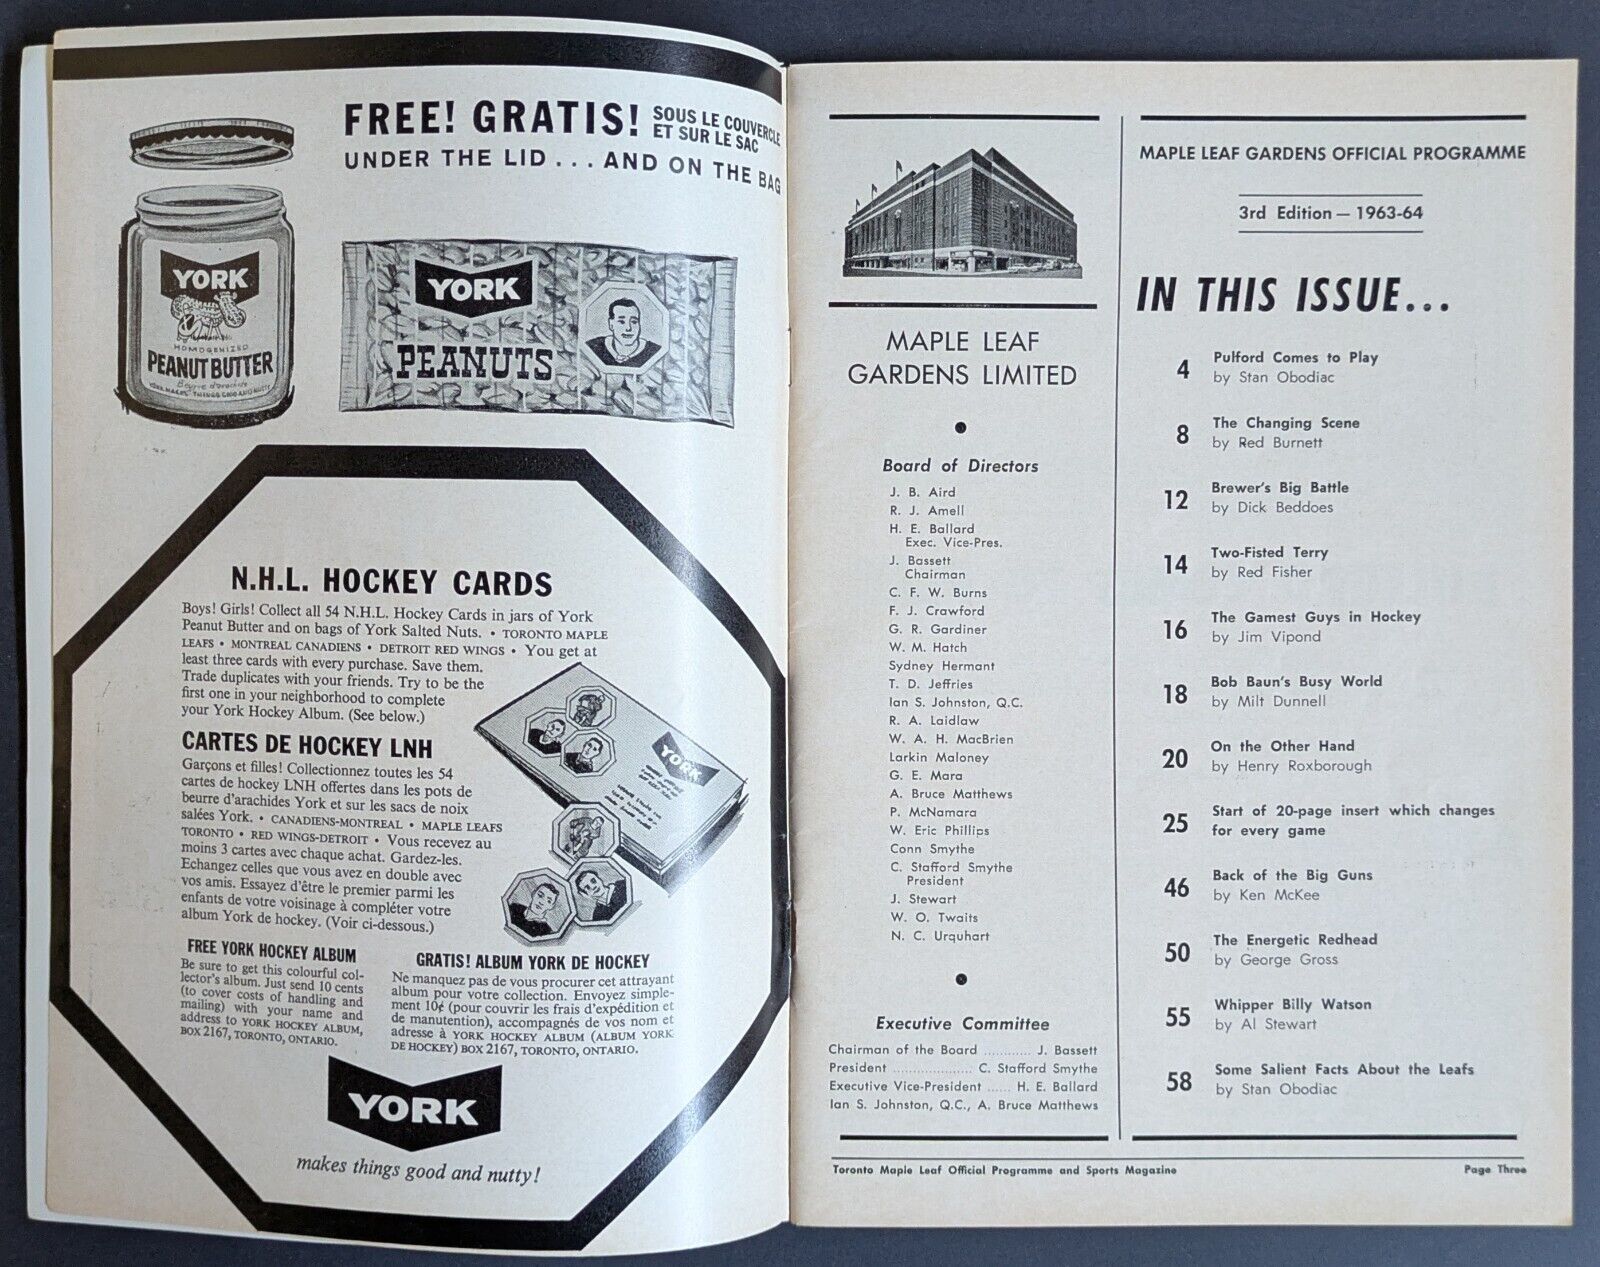 FREE! GRATIS! SOUS LE COUVERCLE
ET SUR LE SAC
UNDER THE LID . . . AND ON THE BAG
YORK
HOMOGENIZED
PEANUT BUTTER
Beurre d'arachide
YORK MAKES THINGS GOOD AND NUTTY
YORK
PEANUTS
N.H.L. HOCKEY CARDS
Boys! Girls! Collect all 54 N.H.L. Hockey Cards in jars of York
Peanut Butter and on bags of York Salted Nuts. • TORONTO MAPLE
LEAFS • MONTREAL CANADIENS • DETROIT RED WINGS • You get at
least three cards with every purchase. Save them.
Trade duplicates with your friends. Try to be the
first one in your neighborhood to complete
your York Hockey Album. (See below.)
YORK
CARTES DE HOCKEY LNH
Garçons et filles! Collectionnez toutes les 54
cartes de hockey LNH offertes dans les pots de
beurre d'arachides York et sur les sacs de noix
salées York. • CANADIENS-MONTREAL • MAPLE LEAFS
TORONTO • RED WINGS-DETROIT • Vous recevez au
moins 3 cartes avec chaque achat. Gardez-les.
Echangez celles que vous avez en double avec
vos amis. Essayez d'être le premier parmi les
enfants de votre voisinage à compléter votre
album York de hockey. (Voir ci-dessous.)
FREE YORK HOCKEY ALBUM
Be sure to get this colourful col-
lector's album. Just send 10 cents
(to cover costs of handling and
mailing) with your name and
address to YORK HOCKEY ALBUM,
BOX 2167, TORONTO, ONTARIO.
GRATIS! ALBUM YORK DE HOCKEY
Ne manquez pas de vous procurer cet attrayant
album pour votre collection. Envoyez simple-
ment 10¢ (pour couvrir les frais d'expédition et
de manutention), accompagnés de vos nom et
adresse à YORK HOCKEY ALBUM (ALBUM YORK
DE HOCKEY) BOX 2167, TORONTO, ONTARIO.
YORK
makes things good and nutty!
MAPLE LEAF
GARDENS LIMITED
Board of Directors
J. B. Aird
R. J. Amell
H. E. Ballard
Exec. Vice-Pres.
J. Bassett
Chairman
C. F. W. Burns
F. J. Crawford
G. R. Gardiner
W. M. Hatch
Sydney Hermant
T. D. Jeffries
Ian S. Johnston, Q.C.
R. A. Laidlaw
W. A. H. MacBrien
Larkin Maloney
G. E. Mara
A. Bruce Matthews
P. McNamara
W. Eric Phillips
Conn Smythe
C. Stafford Smythe
President
J. Stewart
W. O. Twaits
N. C. Urquhart
Executive Committee
Chairman of the Board ............ J. Bassett
President ..................... C. Stafford Smythe
Executive Vice-President ...... H. E. Ballard
Ian S. Johnston, Q.C., A. Bruce Matthews
MAPLE LEAF GARDENS OFFICIAL PROGRAMME
3rd Edition — 1963-64
IN THIS ISSUE...
4 Pulford Comes to Play
by Stan Obodiac
8 The Changing Scene
by Red Burnett
12 Brewer's Big Battle
by Dick Beddoes
14 Two-Fisted Terry
by Red Fisher
16 The Gamest Guys in Hockey
by Jim Vipond
18 Bob Baun's Busy World
by Milt Dunnell
20 On the Other Hand
by Henry Roxborough
25 Start of 20-page insert which changes
for every game
46 Back of the Big Guns
by Ken McKee
50 The Energetic Redhead
by George Gross
55 Whipper Billy Watson
by Al Stewart
58 Some Salient Facts About the Leafs
by Stan Obodiac
Toronto Maple Leaf Official Programme and Sports Magazine
Page Three